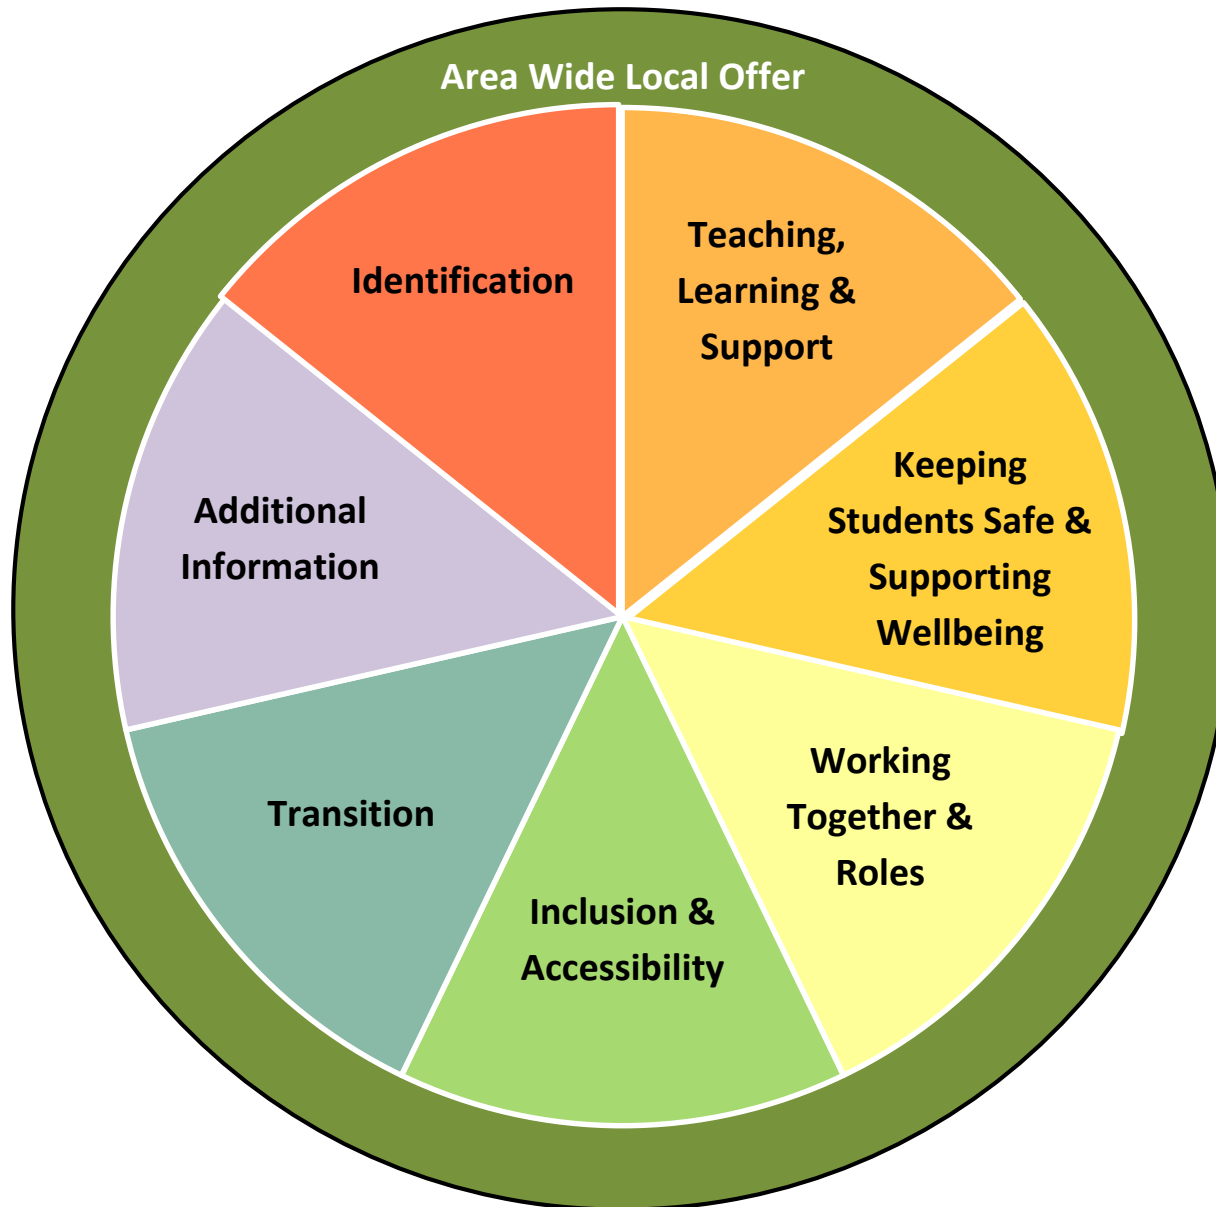 Area Wide Local Offer
Identification
Teaching,
Learning &
Support
Keeping
Students Safe &
Supporting
Wellbeing
Working
Together &
Roles
Inclusion &
Accessibility
Transition
Additional
Information